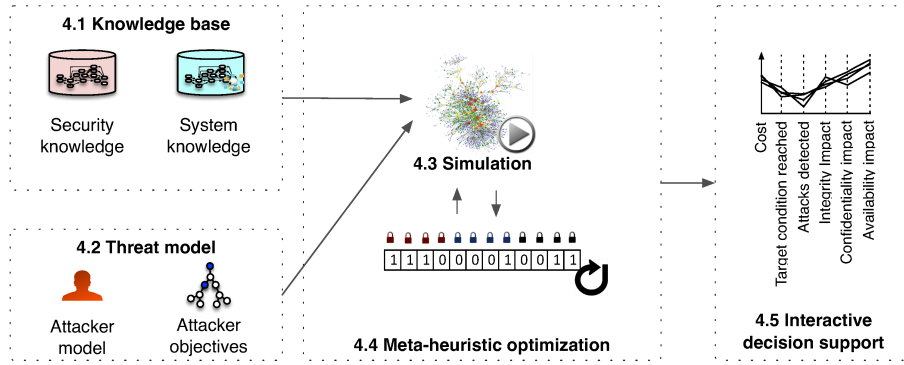 4.1 Knowledge base
Security
knowledge
System
knowledge
4.2 Threat model
Attacker
model
Attacker
objectives
4.3 Simulation
1 1 1 0 0 0 0 1 0 0 1 1
4.4 Meta-heuristic optimization
Cost
Target condition reached
Attacks detected
Integrity Impact
Confidentiality impact
Availability impact
4.5 Interactive
decision support